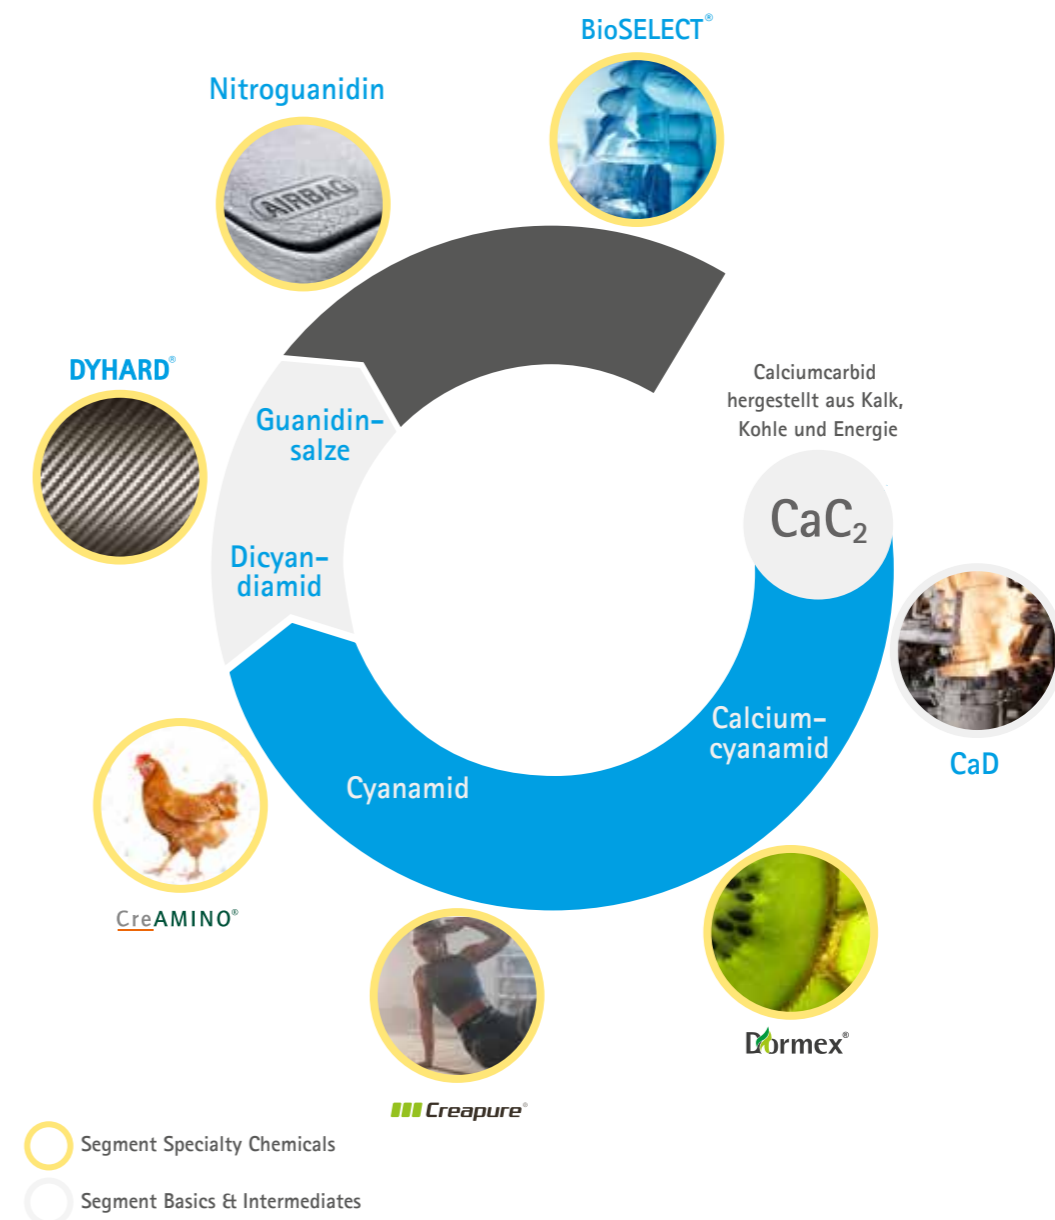 BioSELECT®
Nitroguanidin
AIRBAG
DYHARD®
Guanidin-
salze
Calciumcarbid
hergestellt aus Kalk,
Kohle und Energie
CaC₂
Dicyan-
diamid
Calcium-
cyanamid
CaD
Cyanamid
CreAMINO®
Dormex®
Creapure®
Segment Specialty Chemicals
Segment Basics & Intermediates